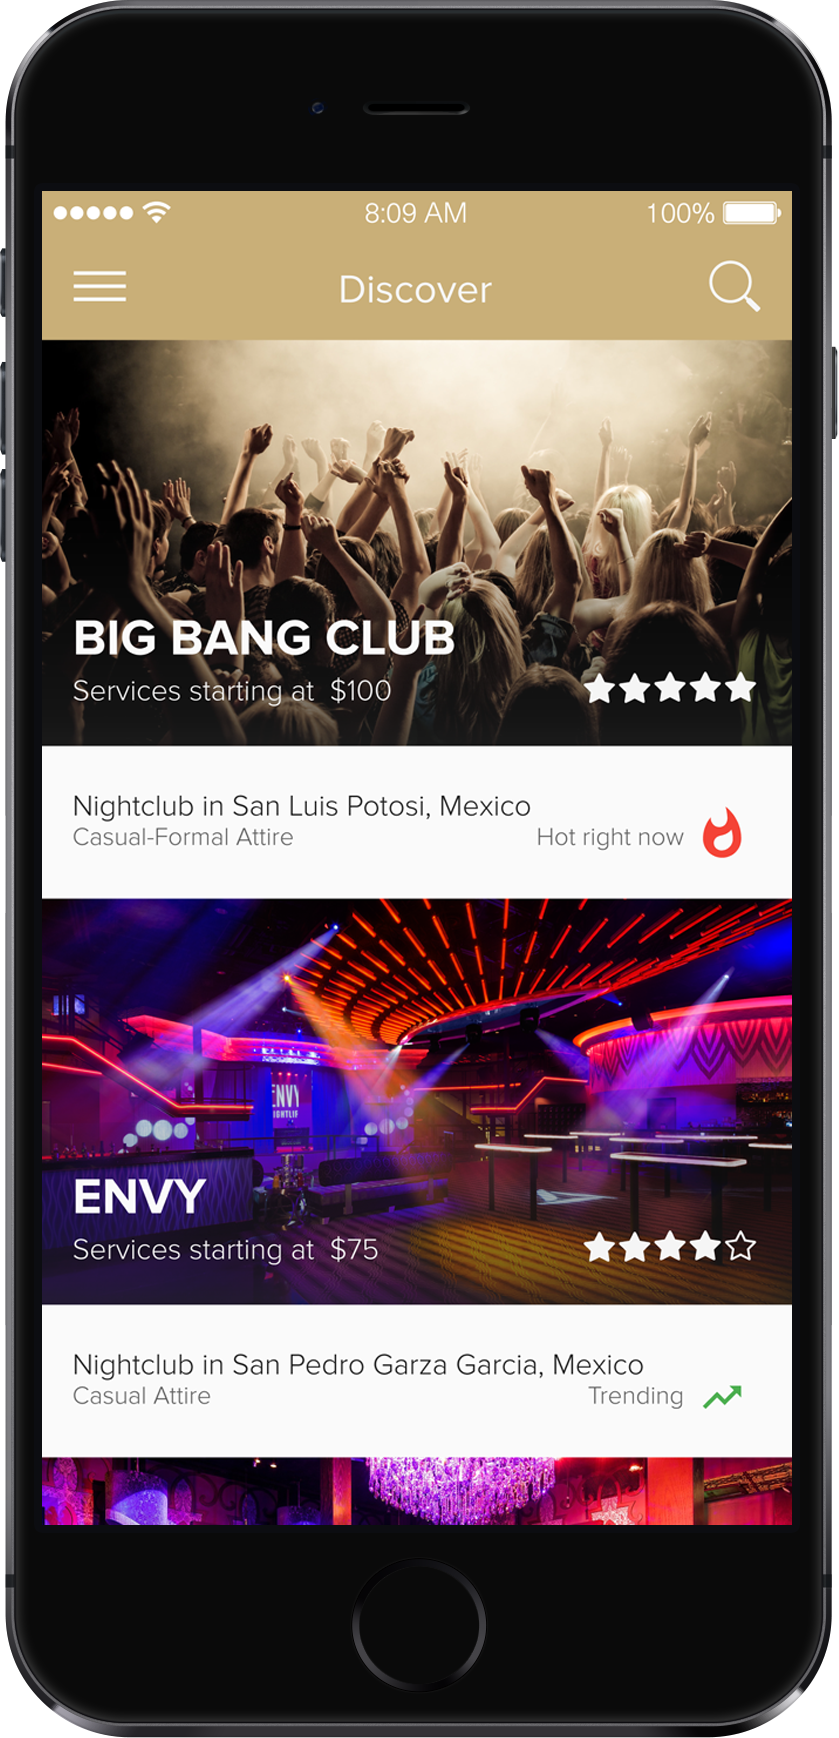 8:09 AM 100%
Discover
BIG BANG CLUB
Services starting at $100
Nightclub in San Luis Potosi, Mexico
Casual-Formal Attire Hot right now
ENVY
ENVY
Services starting at $75
Nightclub in San Pedro Garza Garcia, Mexico
Casual Attire Trending